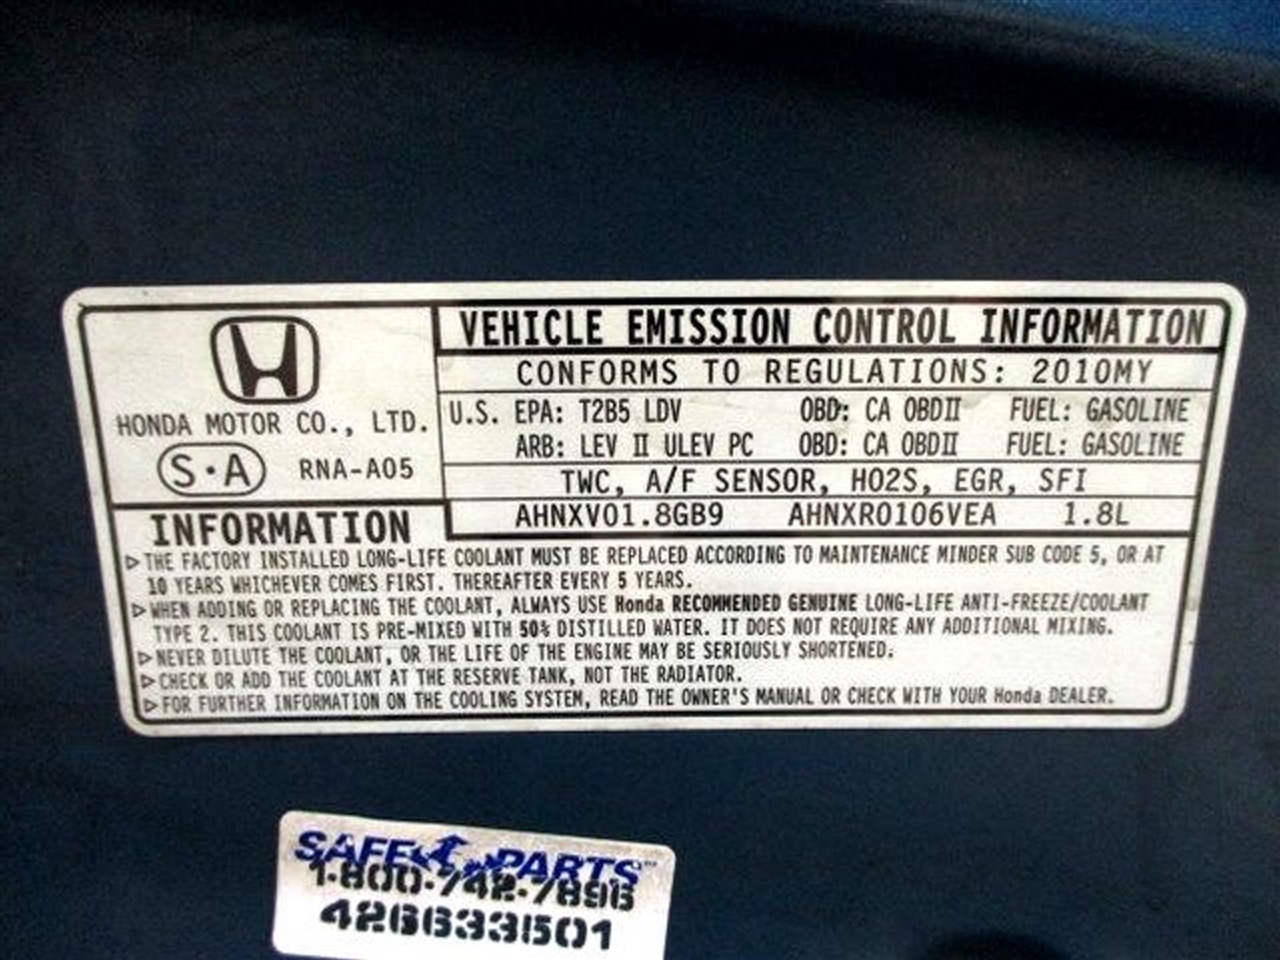 VEHICLE EMISSION CONTROL INFORMATION
CONFORMS TO REGULATIONS: 2010MY
HONDA MOTOR CO., LTD.
U.S. EPA: T2B5 LDV OBD: CA OBDII FUEL: GASOLINE
ARB: LEV II ULEV PC OBD: CA OBDII FUEL: GASOLINE
S·A RNA-A05
TWC, A/F SENSOR, HO2S, EGR, SFI
AHNXV01.8GB9 AHNXR0106VEA 1.8L
INFORMATION
▷THE FACTORY INSTALLED LONG-LIFE COOLANT MUST BE REPLACED ACCORDING TO MAINTENANCE MINDER SUB CODE 5, OR AT
10 YEARS WHICHEVER COMES FIRST. THEREAFTER EVERY 5 YEARS.
▷WHEN ADDING OR REPLACING THE COOLANT, ALWAYS USE Honda RECOMMENDED GENUINE LONG-LIFE ANTI-FREEZE/COOLANT
TYPE 2. THIS COOLANT IS PRE-MIXED WITH 50% DISTILLED WATER. IT DOES NOT REQUIRE ANY ADDITIONAL MIXING.
▷NEVER DILUTE THE COOLANT, OR THE LIFE OF THE ENGINE MAY BE SERIOUSLY SHORTENED.
▷CHECK OR ADD THE COOLANT AT THE RESERVE TANK, NOT THE RADIATOR.
▷FOR FURTHER INFORMATION ON THE COOLING SYSTEM, READ THE OWNER'S MANUAL OR CHECK WITH YOUR Honda DEALER.
SAFE PARTS™
1-800-742-7896
426633501